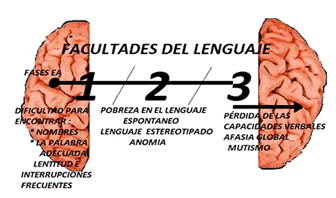 FACULTADES DEL LENGUAJE
FASES EA
1 2 3
DIFICULTAD PARA
ENCONTRAR :
* NOMBRES
* LA PALABRA
ADECUADA
LENTITUD E
INTERRUPCIONES
FRECUENTES
POBREZA EN EL LENGUAJE
ESPONTANEO
LENGUAJE ESTEREOTIPADO
ANOMIA
PÉRDIDA DE LAS
CAPACIDADES VERBALES
AFASIA GLOBAL
MUTISMO